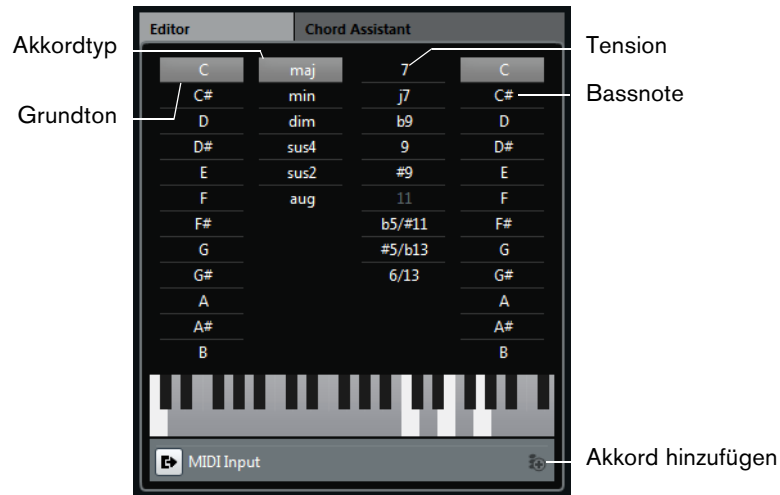 Editor
Chord Assistant
Akkordtyp
Grundton
Tension
Bassnote
C maj 7 C
C# min j7 C#
D dim b9 D
D# sus4 9 D#
E sus2 #9 E
F aug 11 F
F# b5/#11 F#
G #5/b13 G
G# 6/13 G#
A A
A# A#
B B
MIDI Input
Akkord hinzufügen